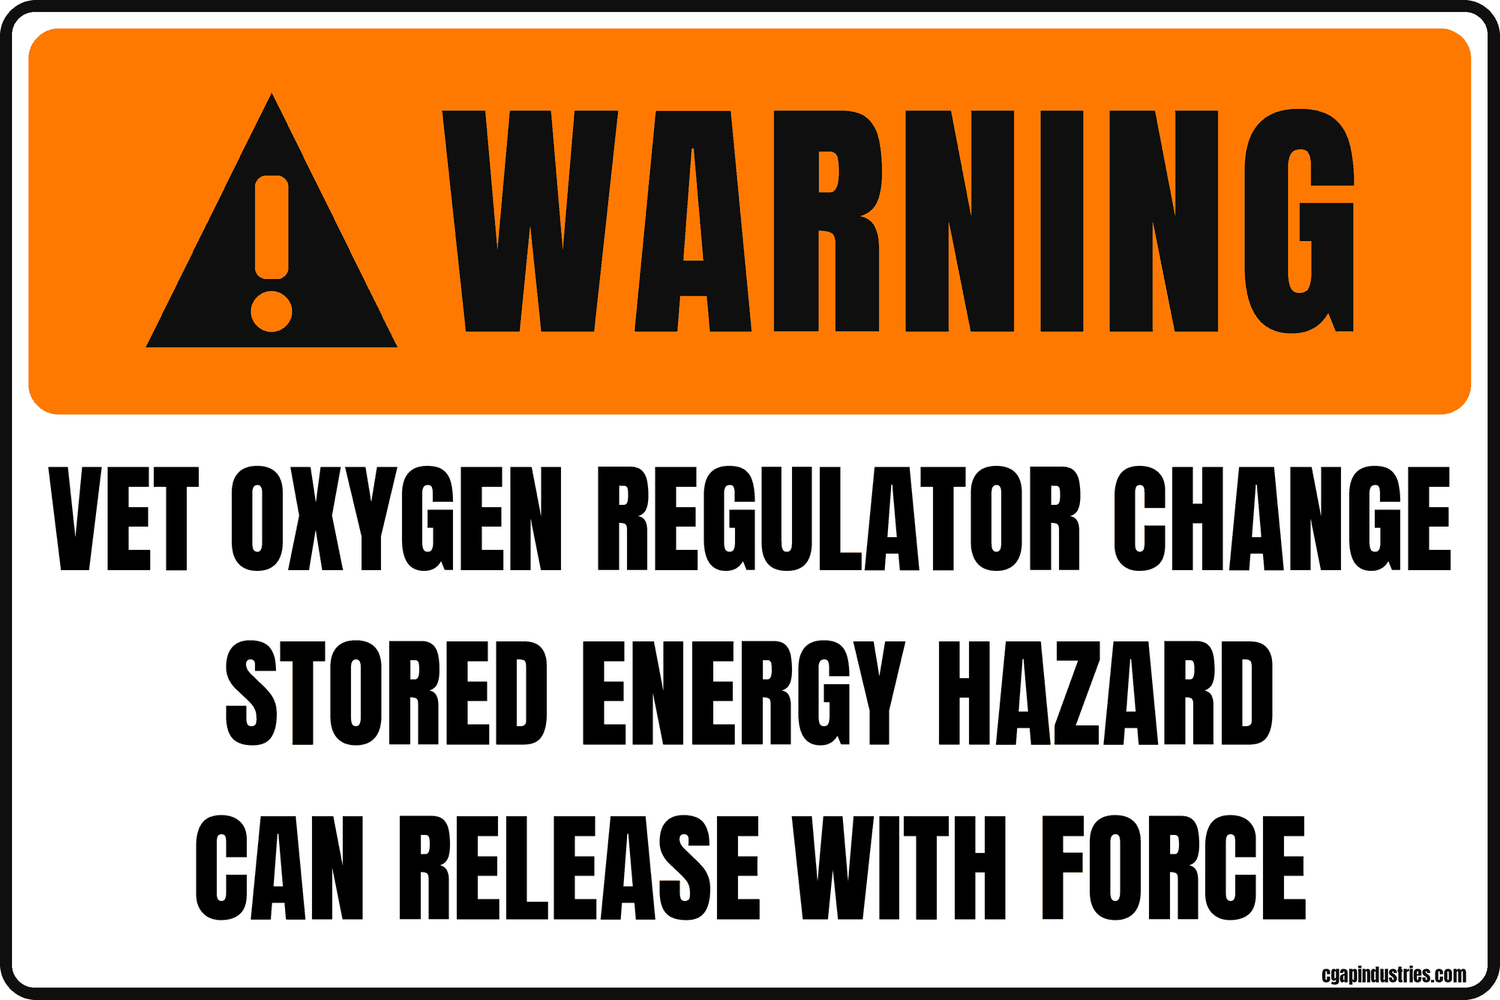 WARNING
VET OXYGEN REGULATOR CHANGE
STORED ENERGY HAZARD
CAN RELEASE WITH FORCE
cgapindustries.com